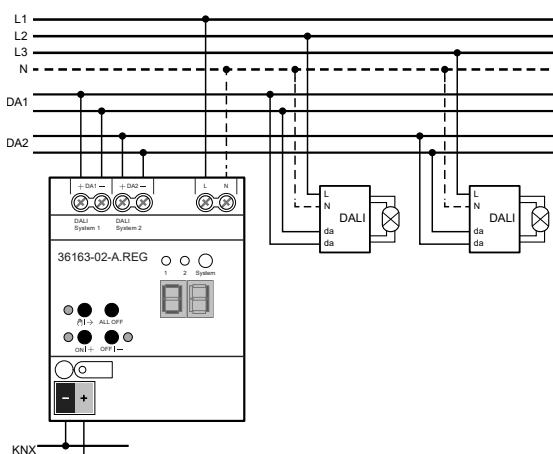 L1
L2
L3
N
DA1
DA2
+ DA1 −
+ DA2 −
L
N
DALI
System 1
DALI
System 2
36163-02-A.REG
1
2
System
ALL OFF
ON | +
OFF | −
−
+
KNX
L
N
DALI
da
da
L
N
DALI
da
da